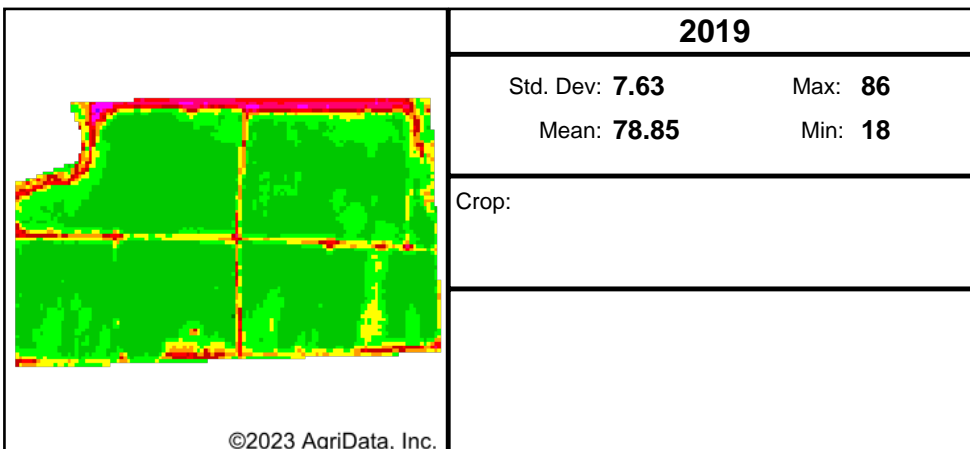 2019
Std. Dev: 7.63 Max: 86
Mean: 78.85 Min: 18
Crop:
©2023 AgriData, Inc.